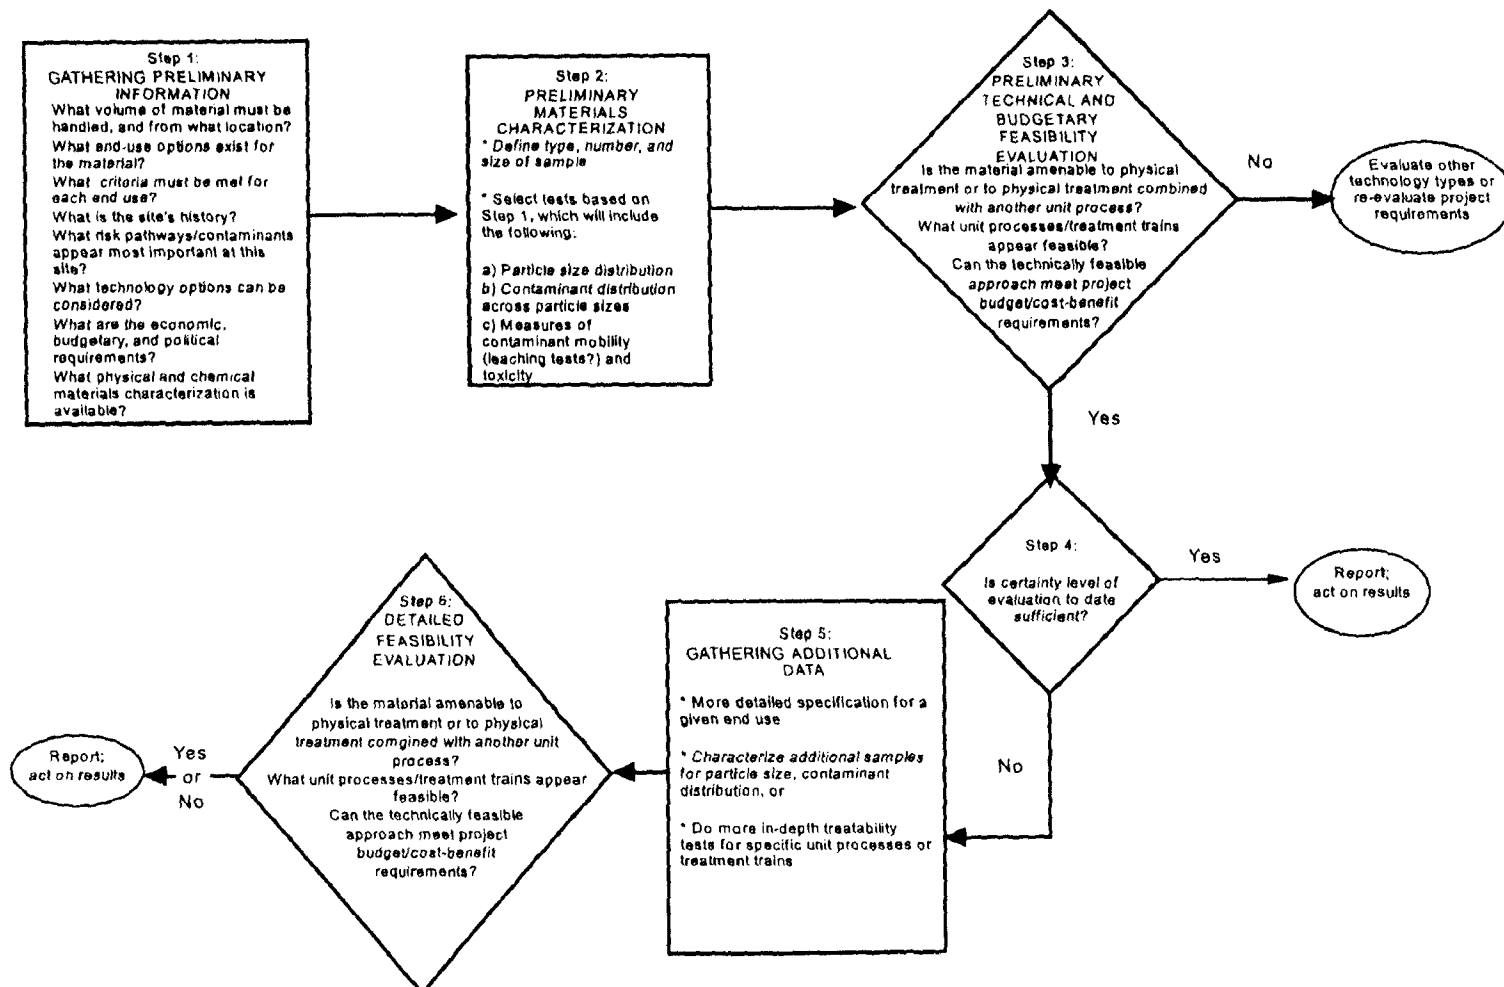 Step 1:
GATHERING PRELIMINARY
INFORMATION
What volume of material must be
handled, and from what location?
What end-use options exist for
the material?
What criteria must be met for
each end use?
What is the site's history?
What risk pathways/contaminants
appear most important at this
site?
What technology options can be
considered?
What are the economic,
budgetary, and political
requirements?
What physical and chemical
materials characterization is
available?
Step 2:
PRELIMINARY
MATERIALS
CHARACTERIZATION
* Define type, number, and
size of sample
* Select tests based on
Step 1, which will include
the following:
a) Particle size distribution
b) Contaminant distribution
across particle sizes
c) Measures of
contaminant mobility
(leaching tests?) and
toxicity
Step 3:
PRELIMINARY
TECHNICAL AND
BUDGETARY
FEASIBILITY
EVALUATION
Is the material amenable to physical
treatment or to physical treatment combined
with another unit process?
What unit processes/treatment trains
appear feasible?
Can the technically feasible
approach meet project
budget/cost-benefit
requirements?
No
Evaluate other
technology types or
re-evaluate project
requirements
Yes
Step 4:
Is certainty level of
evaluation to date
sufficient?
Yes
Report;
act on results
No
Step 5:
GATHERING ADDITIONAL
DATA
* More detailed specification for a
given end use
* Characterize additional samples
for particle size, contaminant
distribution, or
* Do more in-depth treatability
tests for specific unit processes or
treatment trains
Step 6:
DETAILED
FEASIBILITY
EVALUATION
Is the material amenable to
physical treatment or to physical
treatment comgined with another unit
process?
What unit processes/treatment trains appear
feasible?
Can the technically feasible
approach meet project
budget/cost-benefit
requirements?
Yes
or
No
Report;
act on results